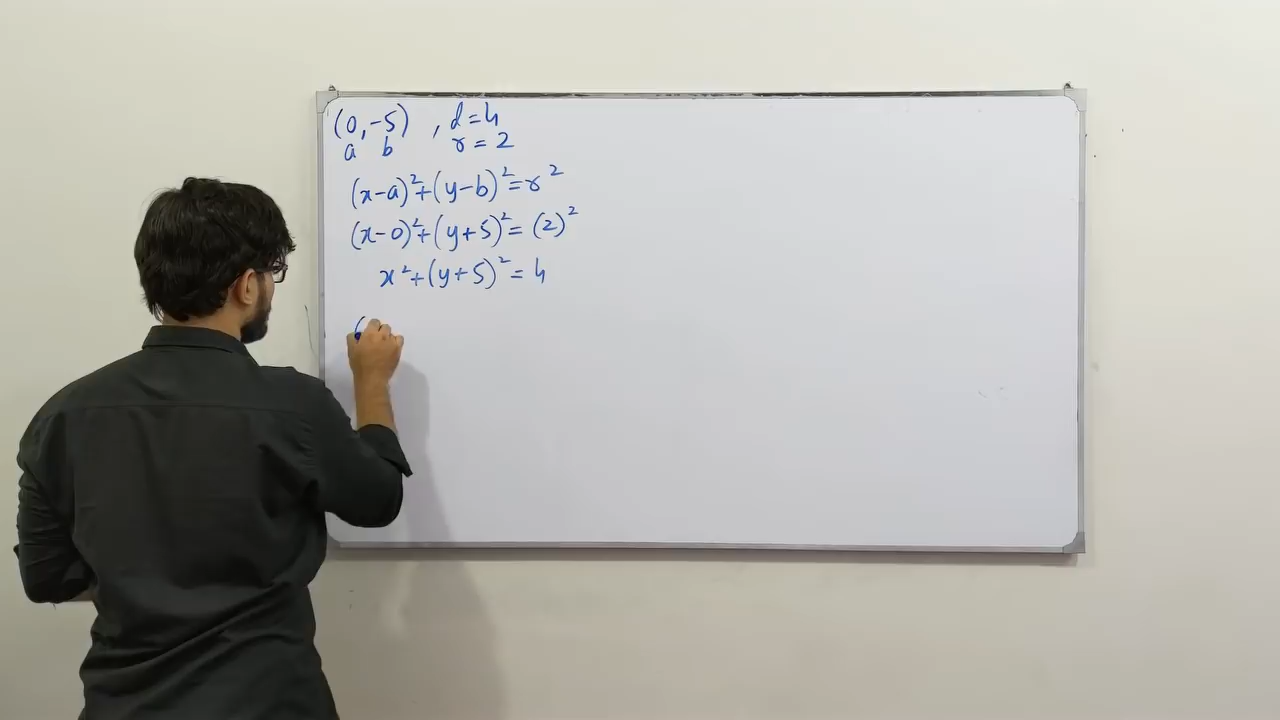 (0,-5) , d=4
a b r = 2
(x-a)²+(y-b)²=r²
(x-0)²+(y+5)²=(2)²
x²+(y+5)²=4
(